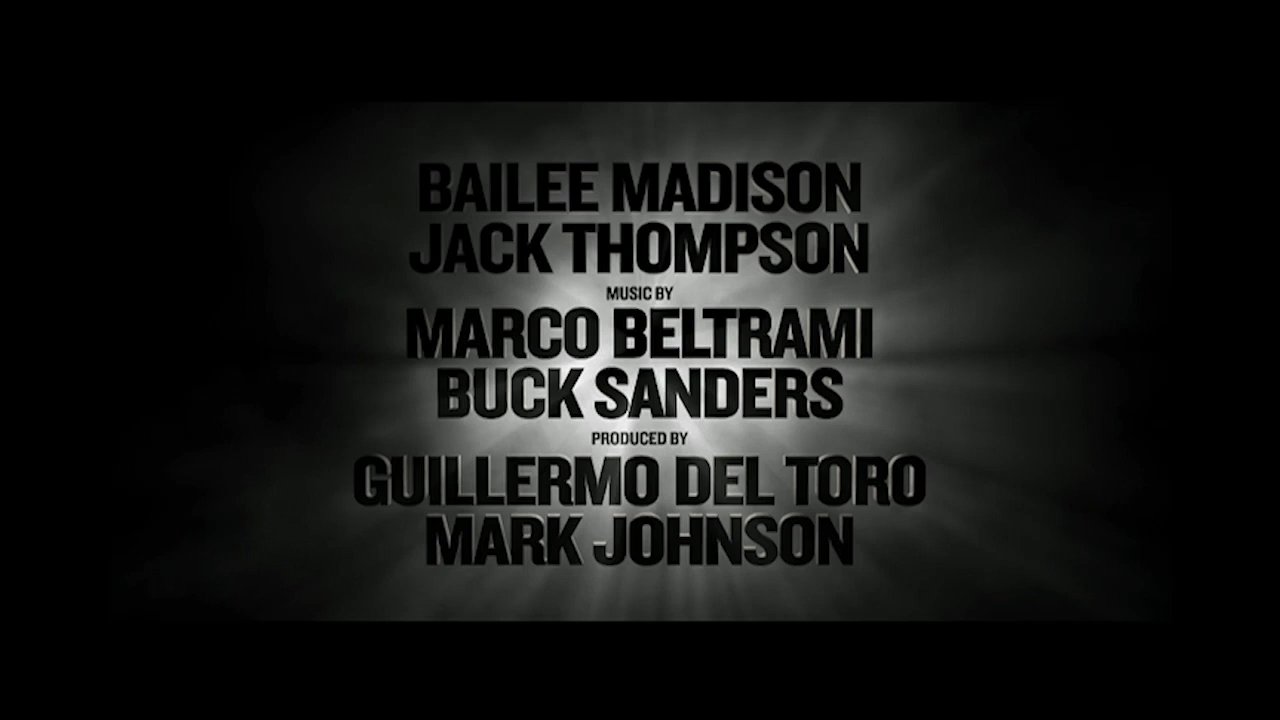 BAILEE MADISON
JACK THOMPSON
MUSIC BY
MARCO BELTRAMI
BUCK SANDERS
PRODUCED BY
GUILLERMO DEL TORO
MARK JOHNSON